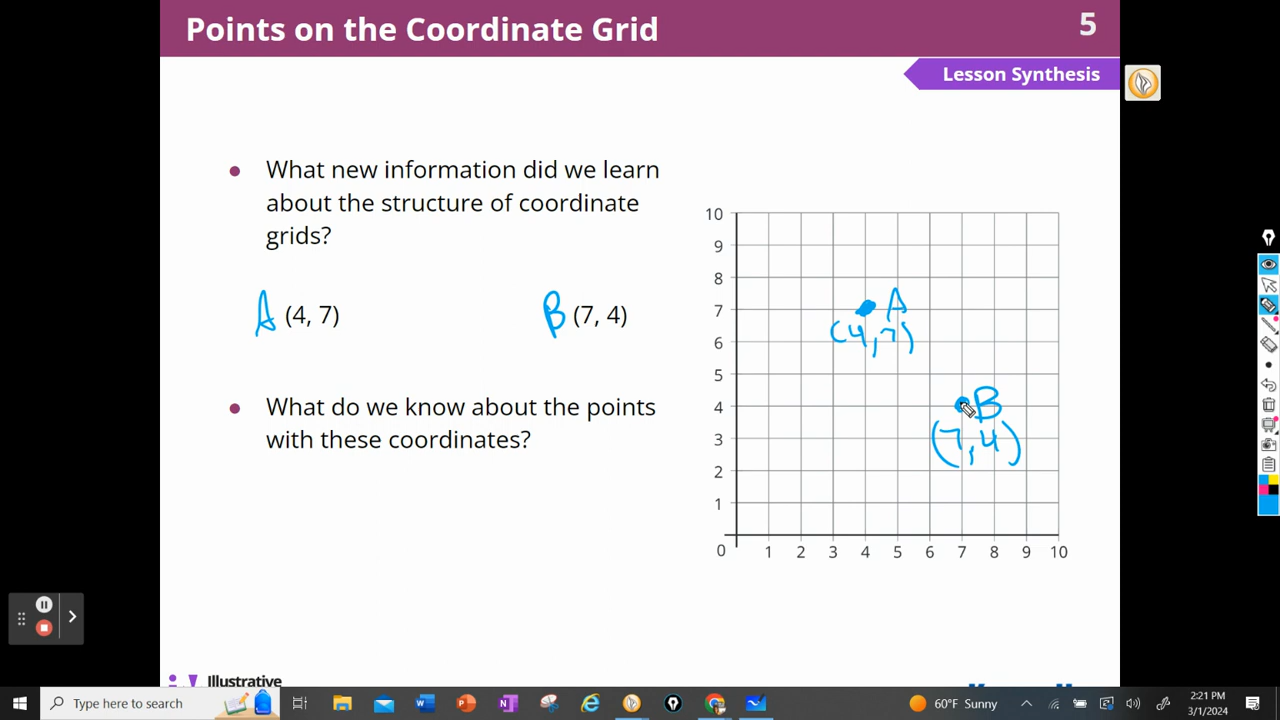 Points on the Coordinate Grid
5
Lesson Synthesis
What new information did we learn
about the structure of coordinate
grids?
A (4, 7)
B (7, 4)
What do we know about the points
with these coordinates?
10
9
8
7
6
5
4
3
2
1
0
1 2 3 4 5 6 7 8 9 10
A
(4,7)
B
(7,4)
Illustrative
Type here to search
60°F Sunny
2:21 PM
3/1/2024